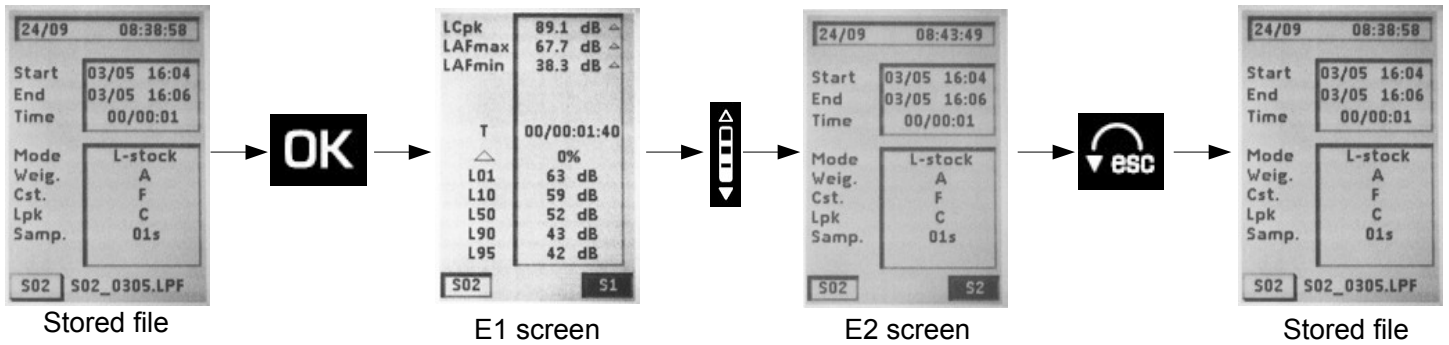 24/09 08:38:58
Start 03/05 16:04
End 03/05 16:06
Time 00/00:01
Mode L-stock
Weig. A
Cst. F
Lpk C
Samp. 01s
S02 S02_0305.LPF
Stored file
OK
LCpk 89.1 dB
LAFmax 67.7 dB
LAFmin 38.3 dB
T 00/00:01:40
0%
L01 63 dB
L10 59 dB
L50 52 dB
L90 43 dB
L95 42 dB
S02 S1
E1 screen
24/09 08:43:49
Start 03/05 16:04
End 03/05 16:06
Time 00/00:01
Mode L-stock
Weig. A
Cst. F
Lpk C
Samp. 01s
S02 S2
E2 screen
esc
24/09 08:38:58
Start 03/05 16:04
End 03/05 16:06
Time 00/00:01
Mode L-stock
Weig. A
Cst. F
Lpk C
Samp. 01s
S02 S02_0305.LPF
Stored file